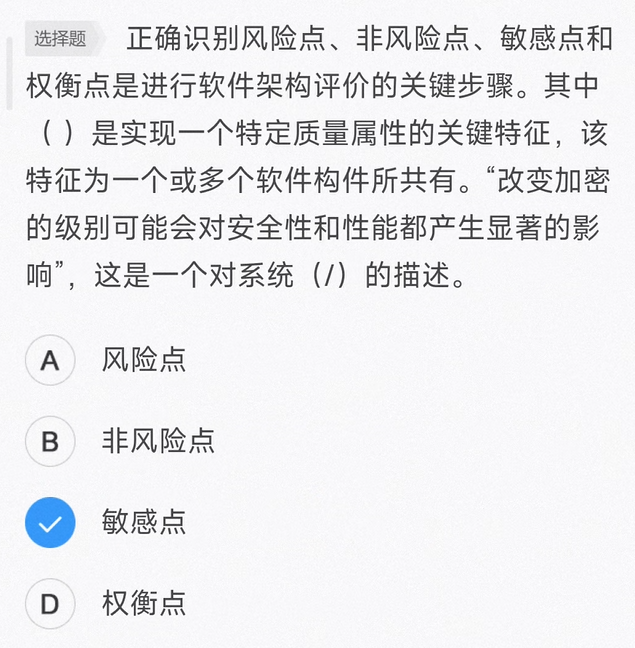 选择题 正确识别风险点、非风险点、敏感点和
权衡点是进行软件架构评价的关键步骤。其中
（ ）是实现一个特定质量属性的关键特征，该
特征为一个或多个软件构件所共有。“改变加密
的级别可能会对安全性和性能都产生显著的影
响”，这是一个对系统（/）的描述。
A 风险点
B 非风险点
敏感点
D 权衡点